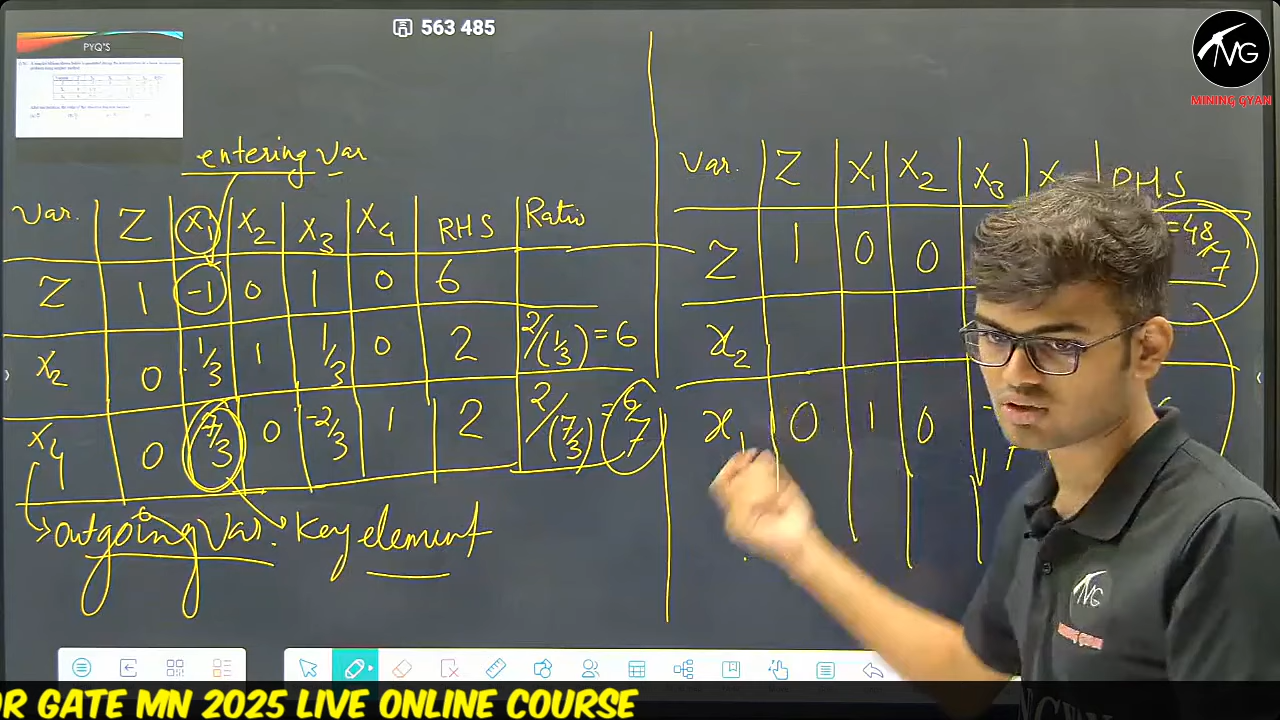 563 485
PYQ'S
MG
MINING GYAN
entering Var
Var. Z X1 X2 X3 X4 RHS Ratio
Z 1 -1 0 1 0 6
X2 0 1/3 1 1/3 0 2 2/(1/3) = 6
X4 0 7/3 0 -2/3 1 2 2/(7/3) = 6/7
Outgoing Var.
Key element
Var. Z X1 X2 X3 RHS
Z 1 0 0 =48/7
x2
x1 0 1 0
MG
OR GATE MN 2025 LIVE ONLINE COURSE